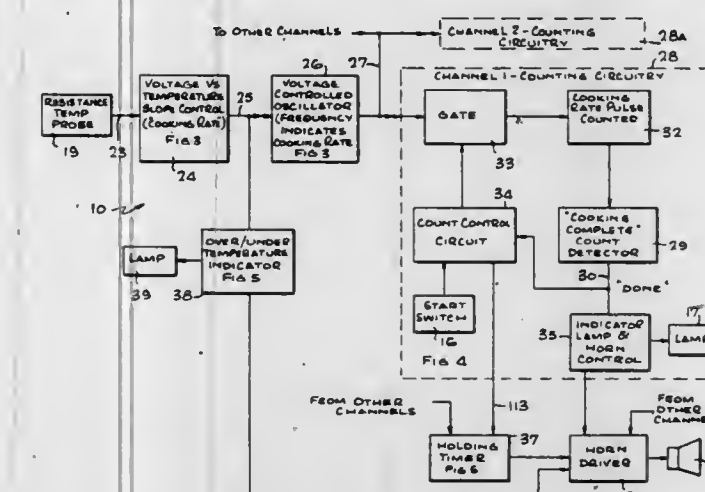 TO OTHER CHANNELS
CHANNEL 2-COUNTING
CIRCUITRY
28A
27
28
CHANNEL 1-COUNTING CIRCUITRY
RESISTANCE
TEMP
PROBE
19
23
VOLTAGE VS
TEMPERATURE
SLOPE CONTROL
(COOKING RATE)
FIG 3
24
25
26
VOLTAGE
CONTROLLED
OSCILLATOR
(FREQUENCY
INDICATES
COOKING RATE
FIG 3
GATE
33
COOKING
RATE PULSE
COUNTED
32
10
LAMP
39
OVER/UNDER
TEMPERATURE
INDICATOR
FIG 5
38
34
COUNT CONTROL
CIRCUIT
"COOKING
COMPLETE"
COUNT
DETECTOR
29
30
"DONE"
START
SWITCH
16
FIG 4
35
INDICATOR
LAMP &
HORN
CONTROL
17
LAMP
FROM OTHER
CHANNELS
113
FROM
OTHER
HOLDING
TIMER
FIG 6
37
HORN
DRIVER